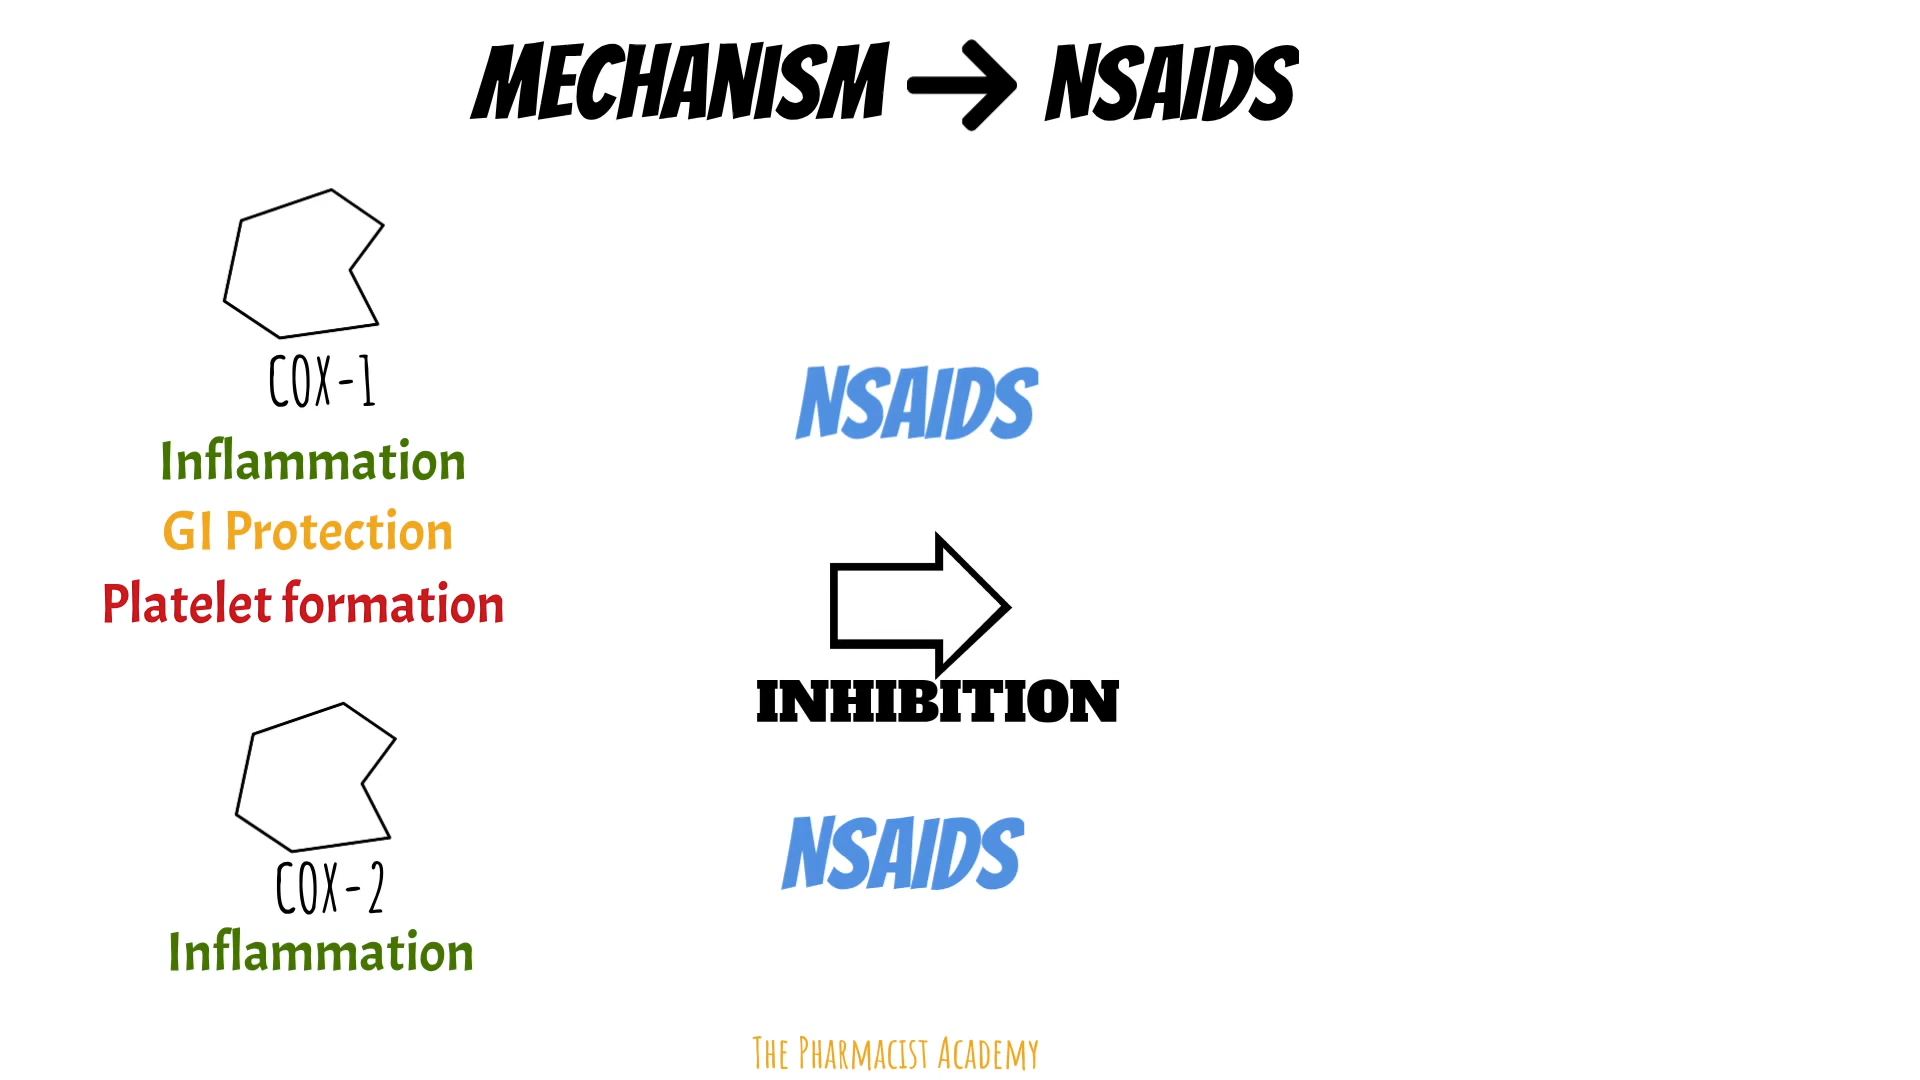 MECHANISM → NSAIDS
COX-1
Inflammation
GI Protection
Platelet formation
NSAIDS
INHIBITION
COX-2
Inflammation
NSAIDS
The Pharmacist Academy